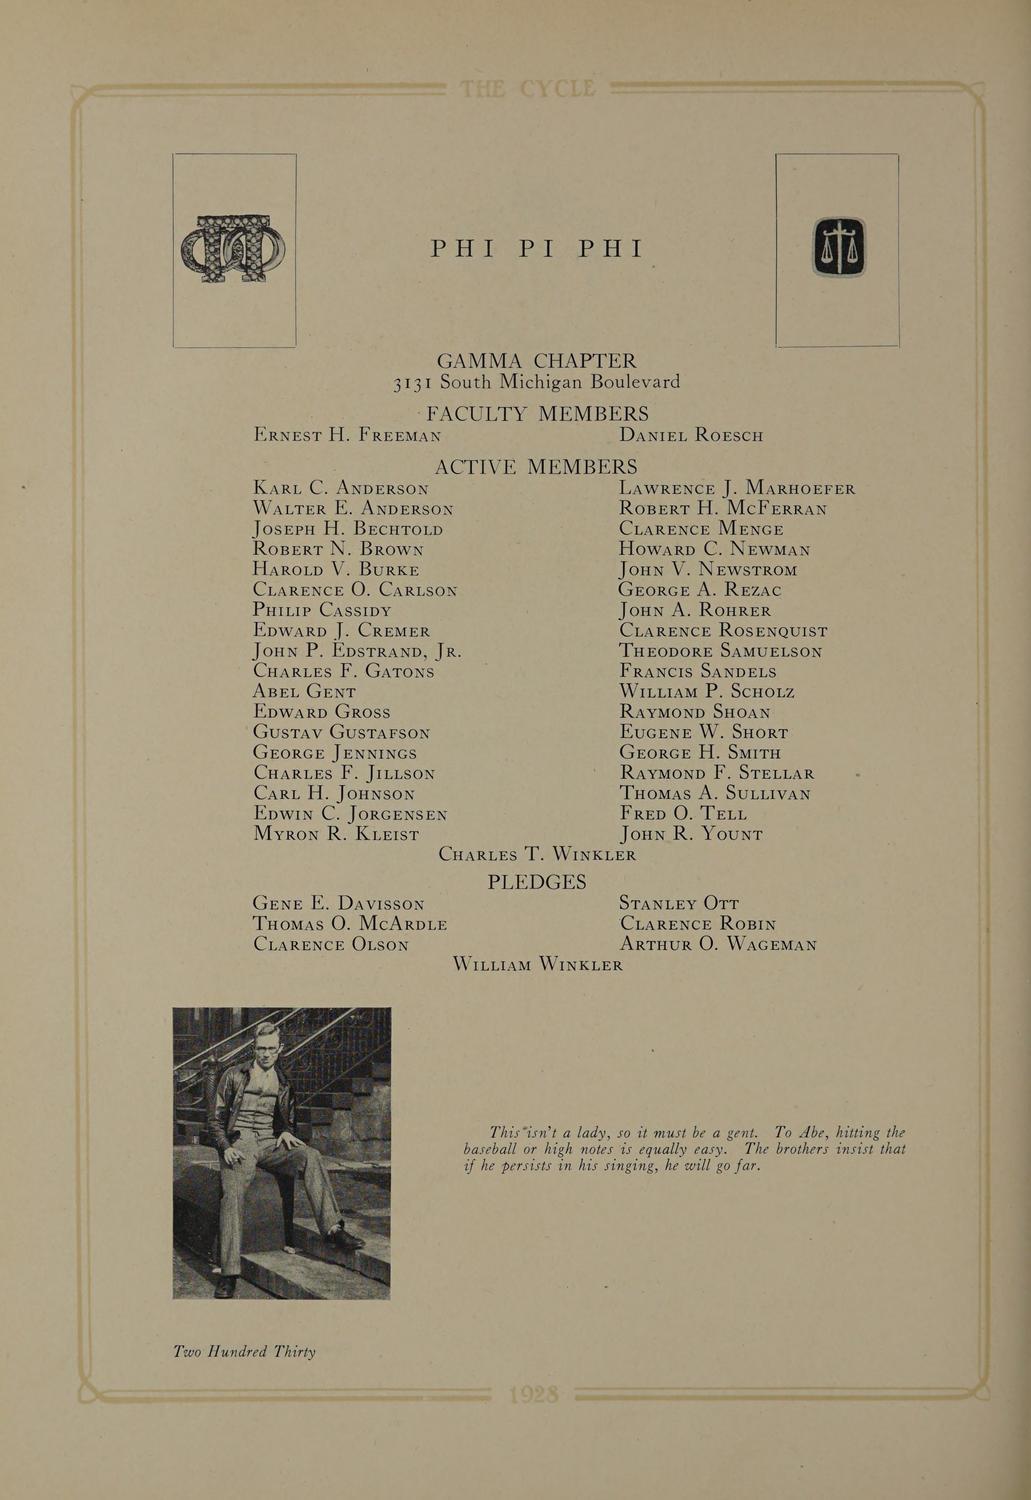 THE CYCLE
PHI PI PHI
GAMMA CHAPTER
3131 South Michigan Boulevard
FACULTY MEMBERS
Ernest H. Freeman
Daniel Roesch
ACTIVE MEMBERS
Karl C. Anderson
Walter E. Anderson
Joseph H. Bechtold
Robert N. Brown
Harold V. Burke
Clarence O. Carlson
Philip Cassidy
Edward J. Cremer
John P. Edstrand, Jr.
Charles F. Gatons
Abel Gent
Edward Gross
Gustav Gustafson
George Jennings
Charles F. Jillson
Carl H. Johnson
Edwin C. Jorgensen
Myron R. Kleist
Lawrence J. Marhoefer
Robert H. McFerran
Clarence Menge
Howard C. Newman
John V. Newstrom
George A. Rezac
John A. Rohrer
Clarence Rosenquist
Theodore Samuelson
Francis Sandels
William P. Scholz
Raymond Shoan
Eugene W. Short
George H. Smith
Raymond F. Stellar
Thomas A. Sullivan
Fred O. Tell
John R. Yount
Charles T. Winkler
PLEDGES
Gene E. Davisson
Thomas O. McArdle
Clarence Olson
Stanley Ott
Clarence Robin
Arthur O. Wageman
William Winkler
This isn't a lady, so it must be a gent. To Abe, hitting the
baseball or high notes is equally easy. The brothers insist that
if he persists in his singing, he will go far.
Two Hundred Thirty
1928